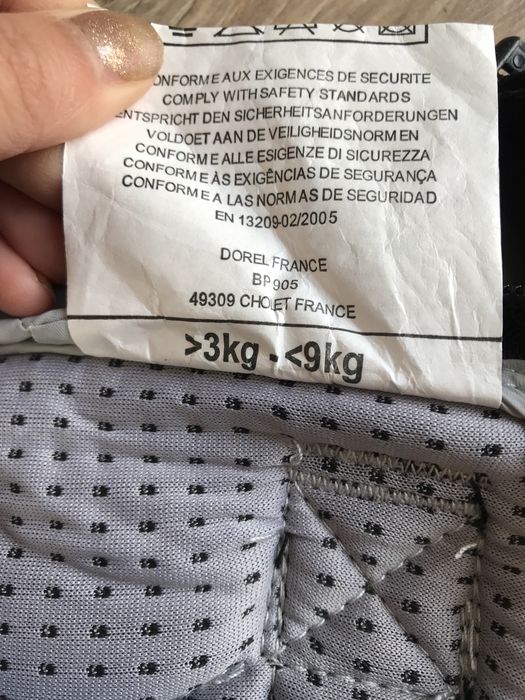 CONFORME AUX EXIGENCES DE SECURITE
COMPLY WITH SAFETY STANDARDS
ENTSPRICHT DEN SICHERHEITSANFORDERUNGEN
VOLDOET AAN DE VEILIGHEIDSNORMEN
CONFORME ALLE ESIGENZE DI SICUREZZA
CONFORME ÀS EXIGÊNCIAS DE SEGURANÇA
CONFORME A LAS NORMAS DE SEGURIDAD
EN 13209-02/2005
DOREL FRANCE
BP 905
49309 CHOLET FRANCE
>3kg -<9kg